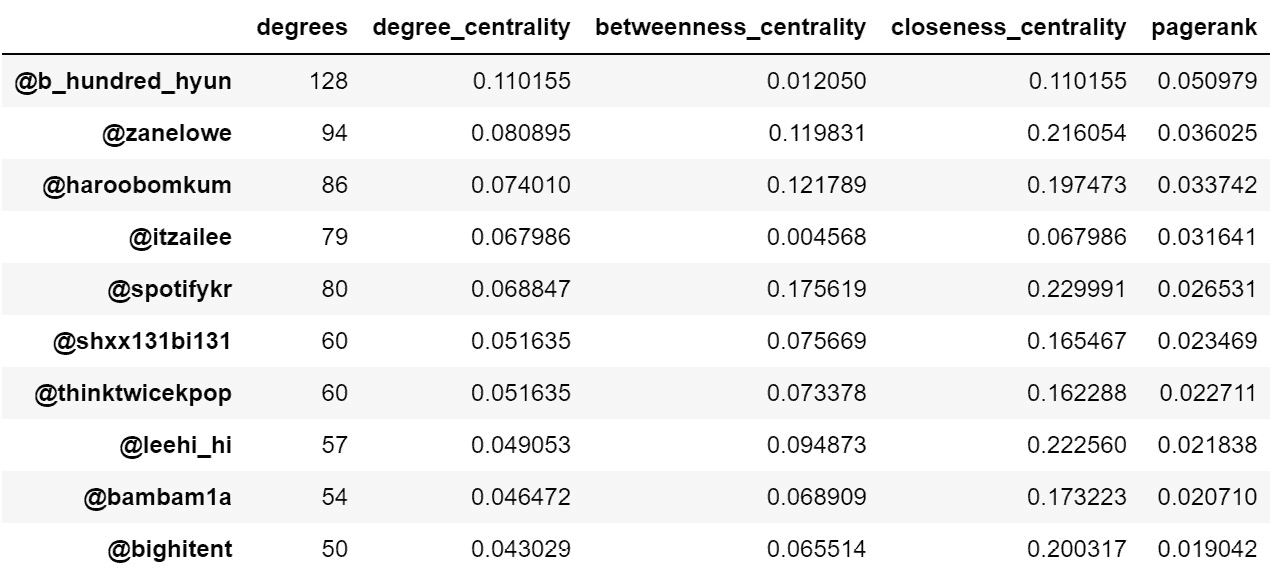 degrees degree_centrality betweenness_centrality closeness_centrality pagerank
@b_hundred_hyun 128 0.110155 0.012050 0.110155 0.050979
@zanelowe 94 0.080895 0.119831 0.216054 0.036025
@haroobomkum 86 0.074010 0.121789 0.197473 0.033742
@itzailee 79 0.067986 0.004568 0.067986 0.031641
@spotifykr 80 0.068847 0.175619 0.229991 0.026531
@shxx131bi131 60 0.051635 0.075669 0.165467 0.023469
@thinktwicekpop 60 0.051635 0.073378 0.162288 0.022711
@leehi_hi 57 0.049053 0.094873 0.222560 0.021838
@bambam1a 54 0.046472 0.068909 0.173223 0.020710
@bighitent 50 0.043029 0.065514 0.200317 0.019042